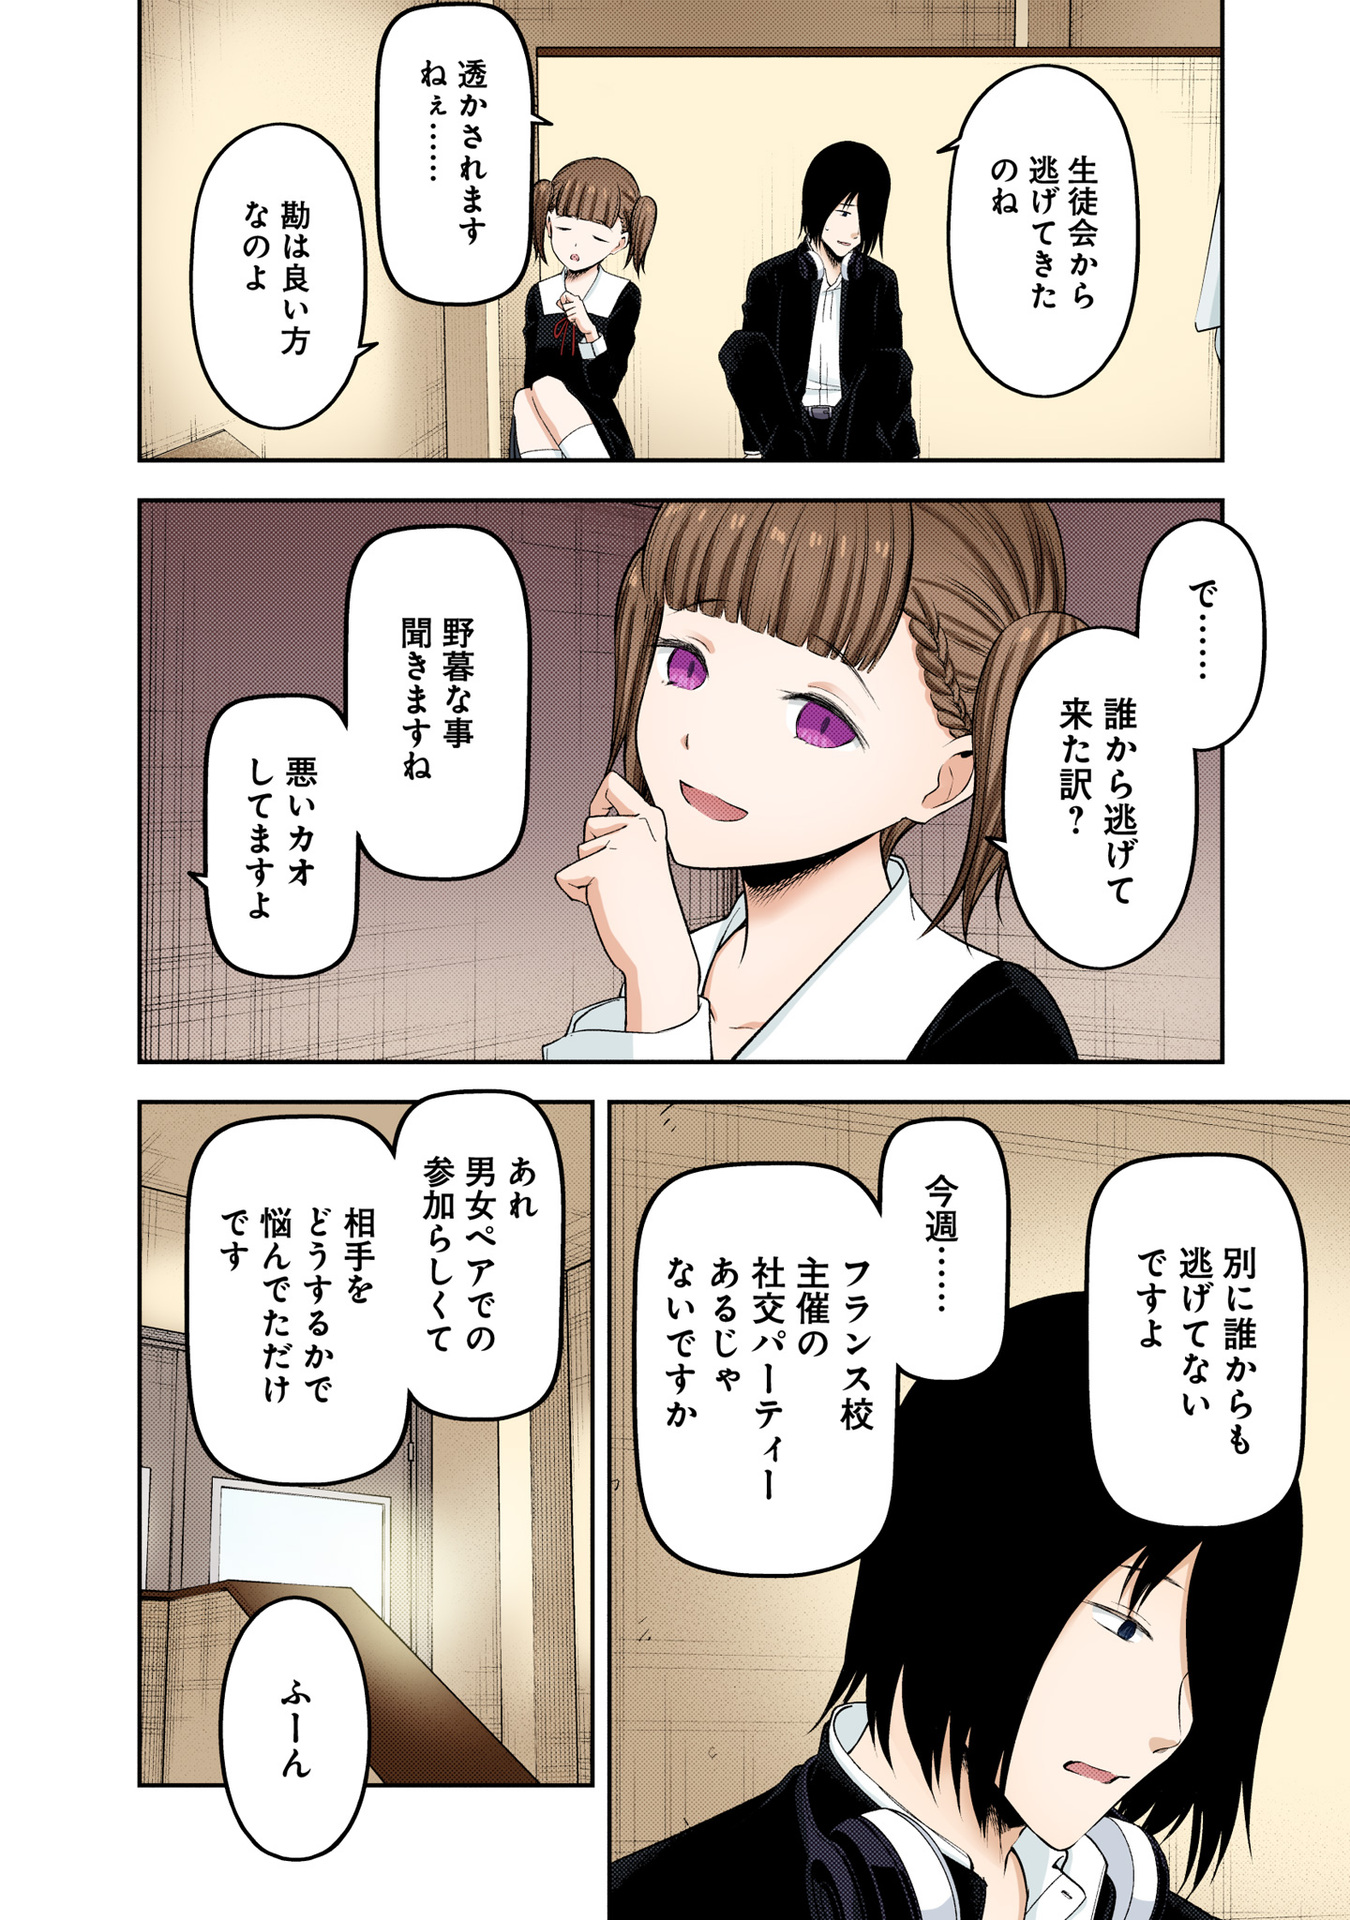 生徒会から
逃げてきた
のね
透かされます
ねぇ……
勘は良い方
なのよ
で……
誰から逃げて
来た訳？
野暮な事
聞きますね
悪いカオ
してますよ
別に誰からも
逃げてない
ですよ
今週……
フランス校
主催の
社交パーティー
あるじゃ
ないですか
あれ
男女ペアでの
参加らしくて
相手を
どうするかで
悩んでただけ
です
ふーん